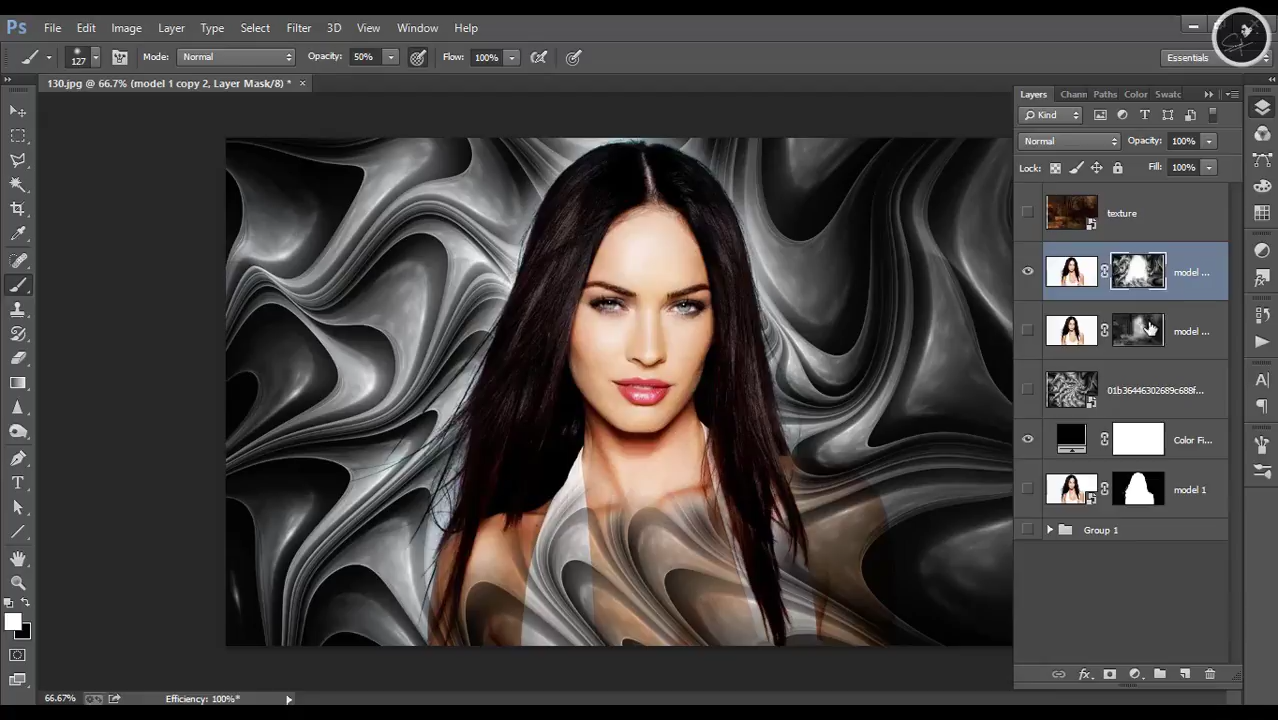 Ps File Edit Image Layer Type Select Filter 3D View Window Help
127 Mode: Normal Opacity: 50% Flow: 100% Essentials
130.jpg @ 66.7% (model 1 copy 2, Layer Mask/8) * ×
Layers Chann Paths Color Swatc
Kind T
Normal Opacity: 100%
Lock: Fill: 100%
texture
model ...
model ...
01b36446302689c688f...
Color Fi...
model 1
Group 1
fx
66.67% Efficiency: 100%*